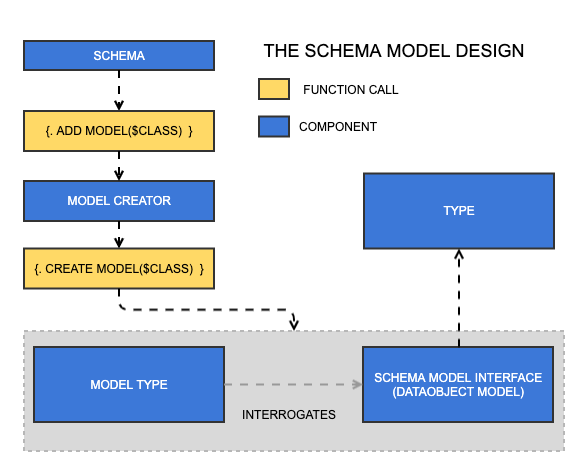 SCHEMA
THE SCHEMA MODEL DESIGN
FUNCTION CALL
{. ADD MODEL($CLASS) }
COMPONENT
MODEL CREATOR
TYPE
{. CREATE MODEL($CLASS) }
MODEL TYPE
SCHEMA MODEL INTERFACE
(DATAOBJECT MODEL)
INTERROGATES